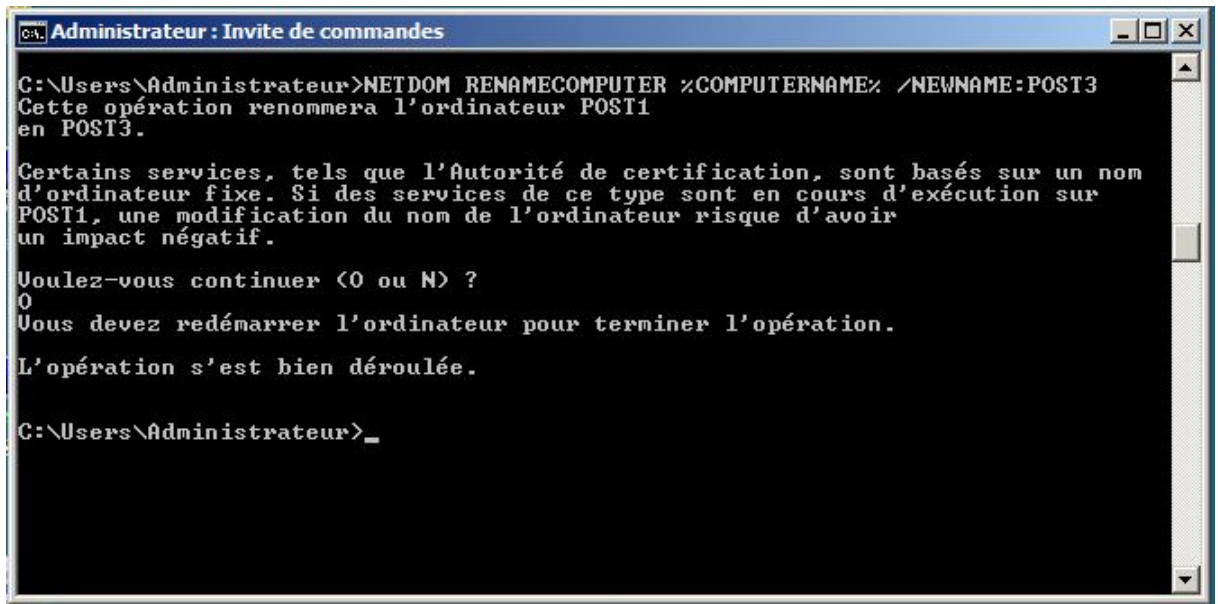 Administrateur : Invite de commandes
C:\Users\Administrateur>NETDOM RENAMECOMPUTER %COMPUTERNAME% /NEWNAME:POST3
Cette opération renommera l'ordinateur POST1
en POST3.
Certains services, tels que l'Autorité de certification, sont basés sur un nom
d'ordinateur fixe. Si des services de ce type sont en cours d'exécution sur
POST1, une modification du nom de l'ordinateur risque d'avoir
un impact négatif.
Voulez-vous continuer (O ou N) ?
O
Vous devez redémarrer l'ordinateur pour terminer l'opération.
L'opération s'est bien déroulée.
C:\Users\Administrateur>_